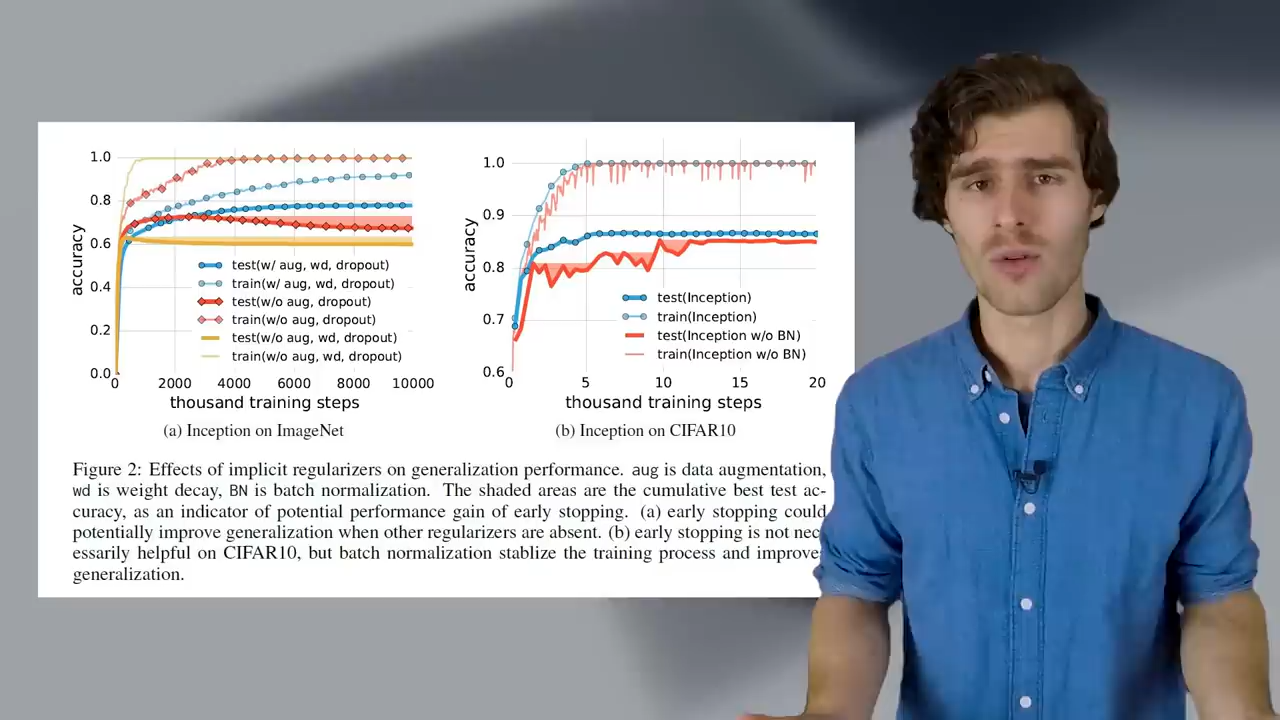 1.0
0.8
0.6
0.4
0.2
0.0
accuracy
test(w/ aug, wd, dropout)
train(w/ aug, wd, dropout)
test(w/o aug, dropout)
train(w/o aug, dropout)
test(w/o aug, wd, dropout)
train(w/o aug, wd, dropout)
0 2000 4000 6000 8000 10000
thousand training steps
(a) Inception on ImageNet
1.0
0.9
0.8
0.7
0.6
accuracy
test(Inception)
train(Inception)
test(Inception w/o BN)
train(Inception w/o BN)
0 5 10 15 20
thousand training steps
(b) Inception on CIFAR10
Figure 2: Effects of implicit regularizers on generalization performance. aug is data augmentation,
wd is weight decay, BN is batch normalization. The shaded areas are the cumulative best test ac-
curacy, as an indicator of potential performance gain of early stopping. (a) early stopping could
potentially improve generalization when other regularizers are absent. (b) early stopping is not nec
essarily helpful on CIFAR10, but batch normalization stablize the training process and improve
generalization.